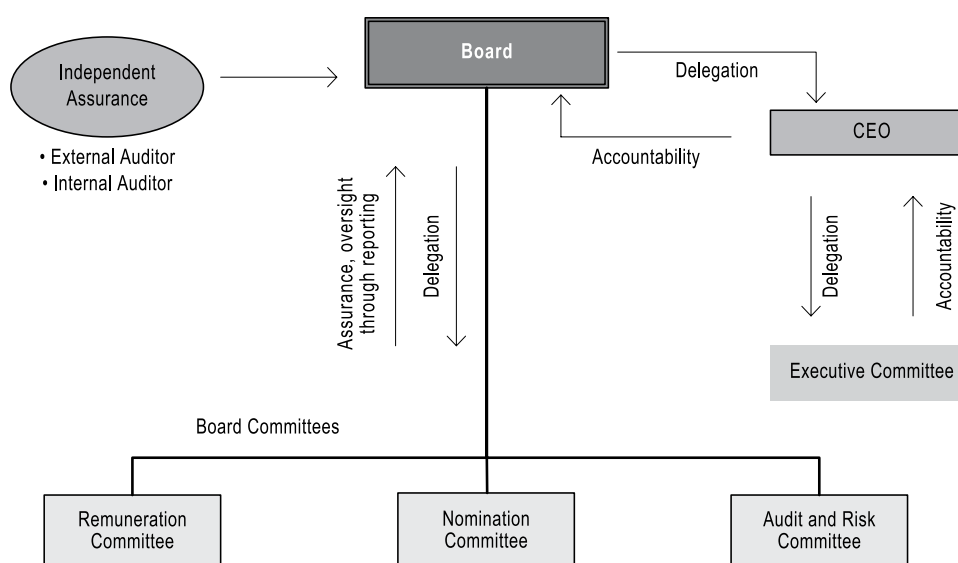 Board
Independent
Assurance
• External Auditor
• Internal Auditor
Delegation
Accountability
CEO
Assurance, oversight
through reporting
Delegation
Delegation
Accountability
Executive Committee
Board Committees
Remuneration
Committee
Nomination
Committee
Audit and Risk
Committee